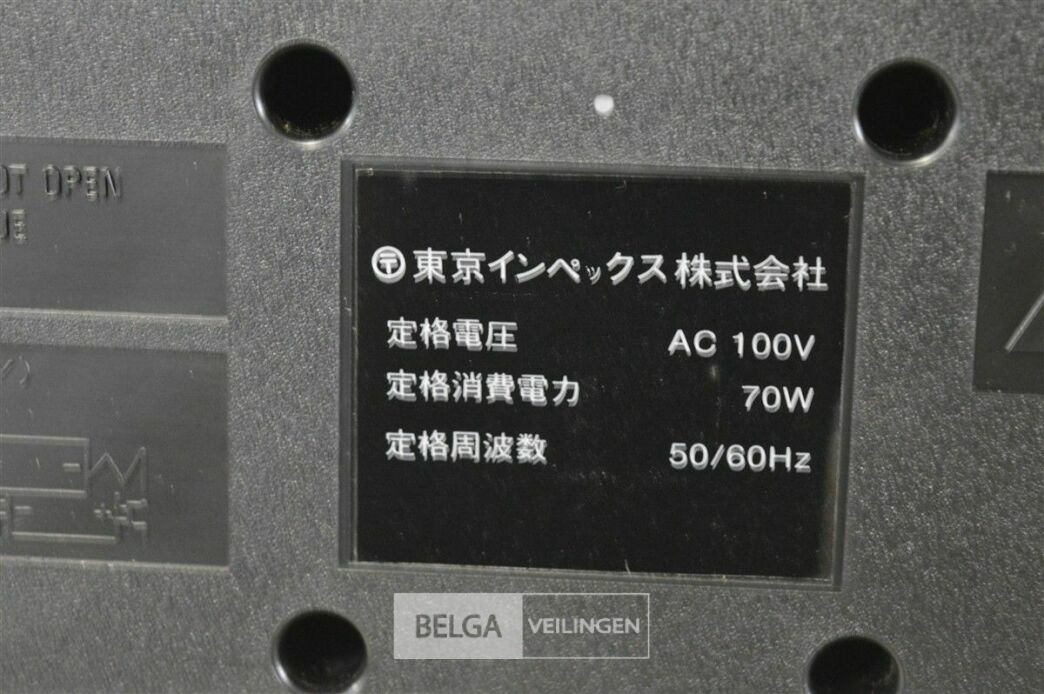 OT OPEN
〶東京インペックス株式会社
定格電圧 AC 100V
定格消費電力 70W
定格周波数 50/60Hz
BELGA VEILINGEN